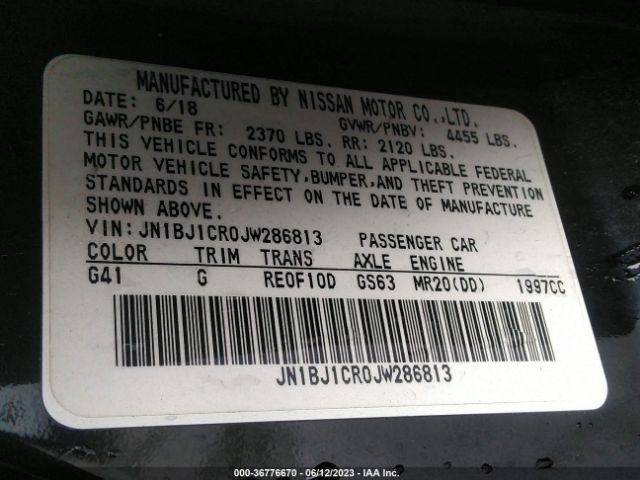 MANUFACTURED BY NISSAN MOTOR CO.,LTD.
DATE: 6/18 GVWR/PNBV: 4455 LBS.
GAWR/PNBE FR: 2370 LBS. RR: 2120 LBS.
THIS VEHICLE CONFORMS TO ALL APPLICABLE FEDERAL
MOTOR VEHICLE SAFETY,BUMPER,AND THEFT PREVENTION
STANDARDS IN EFFECT ON THE DATE OF MANUFACTURE
SHOWN ABOVE.
VIN: JN1BJ1CR0JW286813 PASSENGER CAR
COLOR TRIM TRANS AXLE ENGINE
G41 G RE0F10D GS63 MR20(DD) 1997CC
JN1BJ1CR0JW286813
000-36776670 - 06/12/2023 - IAA Inc.